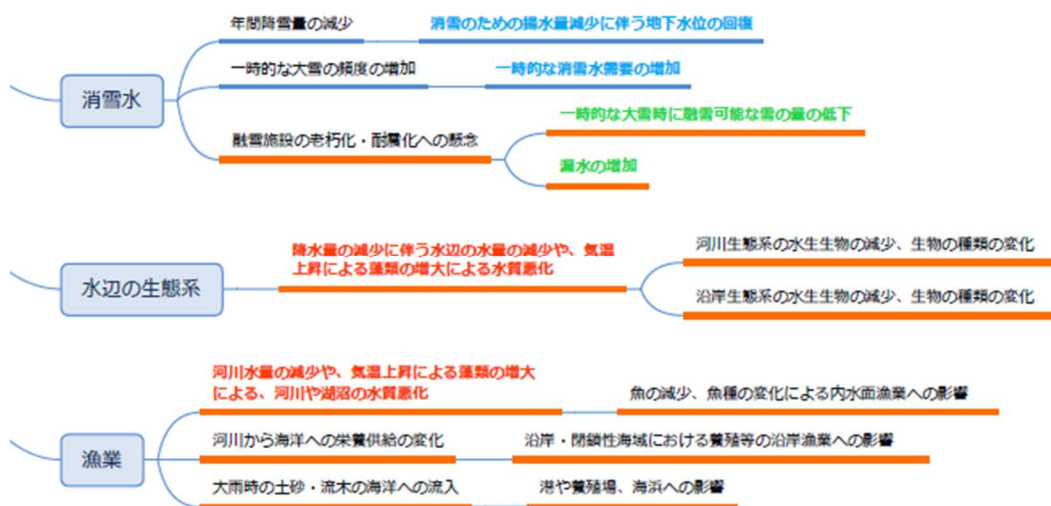 年間降雪量の減少
消雪のための揚水量減少に伴う地下水位の回復
一時的な大雪の頻度の増加
一時的な消雪水需要の増加
消雪水
一時的な大雪時に融雪可能な雪の量の低下
融雪施設の老朽化・耐震化への懸念
漏水の増加
降水量の減少に伴う水辺の水量の減少や、気温
上昇による藻類の増大による水質悪化
河川生態系の水生生物の減少、生物の種類の変化
水辺の生態系
沿岸生態系の水生生物の減少、生物の種類の変化
河川水量の減少や、気温上昇による藻類の増大
による、河川や湖沼の水質悪化
魚の減少、魚種の変化による内水面漁業への影響
河川から海洋への栄養供給の変化
沿岸・閉鎖性海域における養殖等の沿岸漁業への影響
漁業
大雨時の土砂・流木の海洋への流入
港や養殖場、海浜への影響